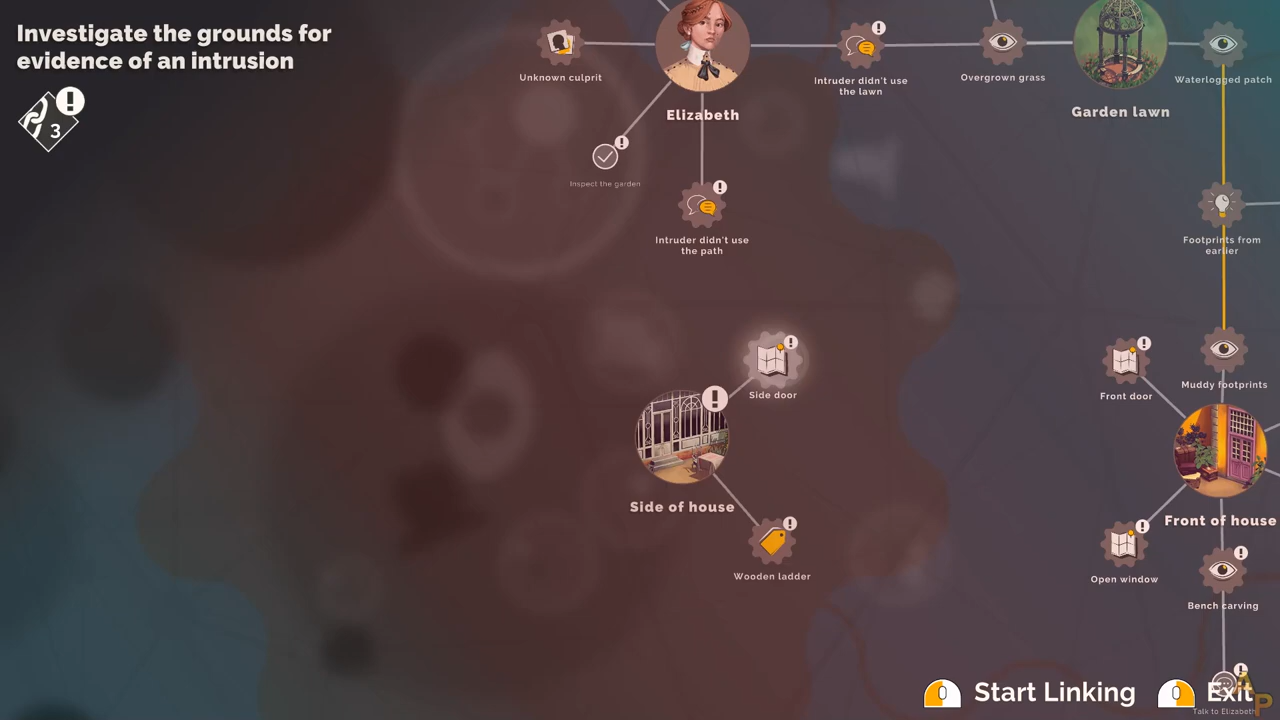 Investigate the grounds for
evidence of an intrusion
3
Unknown culprit
Elizabeth
Intruder didn't use
the lawn
Overgrown grass
Garden lawn
Waterlogged patch
Inspect the garden
Intruder didn't use
the path
Footprints from
earlier
Side door
Front door
Muddy footprints
Side of house
Front of house
Wooden ladder
Open window
Bench carving
Start Linking
Exit
Talk to Elizabeth
AP